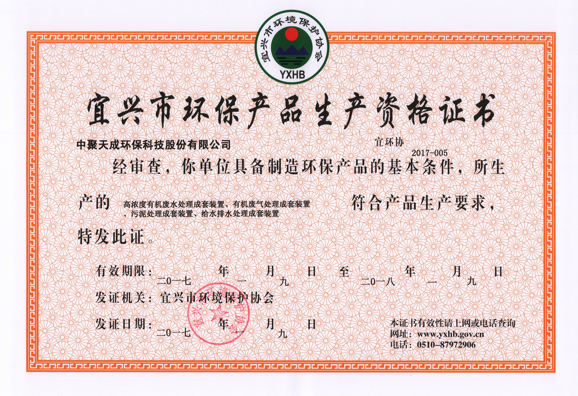 宜兴市环境保护协会
YXHB
宜兴市环保产品生产资格证书
中聚天成环保科技股份有限公司
宜环协
2017-005
经审查，你单位具备制造环保产品的基本条件，所生
产的 高浓度有机废水处理成套装置、有机废气处理成套装置 符合产品生产要求，
、污泥处理成套装置、给水排水处理成套装置
特发此证。
有效期限：二〇一七 年 一 月 九 日 至 二〇一八 年 一 月 九 日
发证机关：宜兴市环境保护协会
发证日期：二〇一七 年 一 月 九 日
本证书有效性请上网或电话查询
网址：www.yxhb.gov.cn
电话：0510-87972906